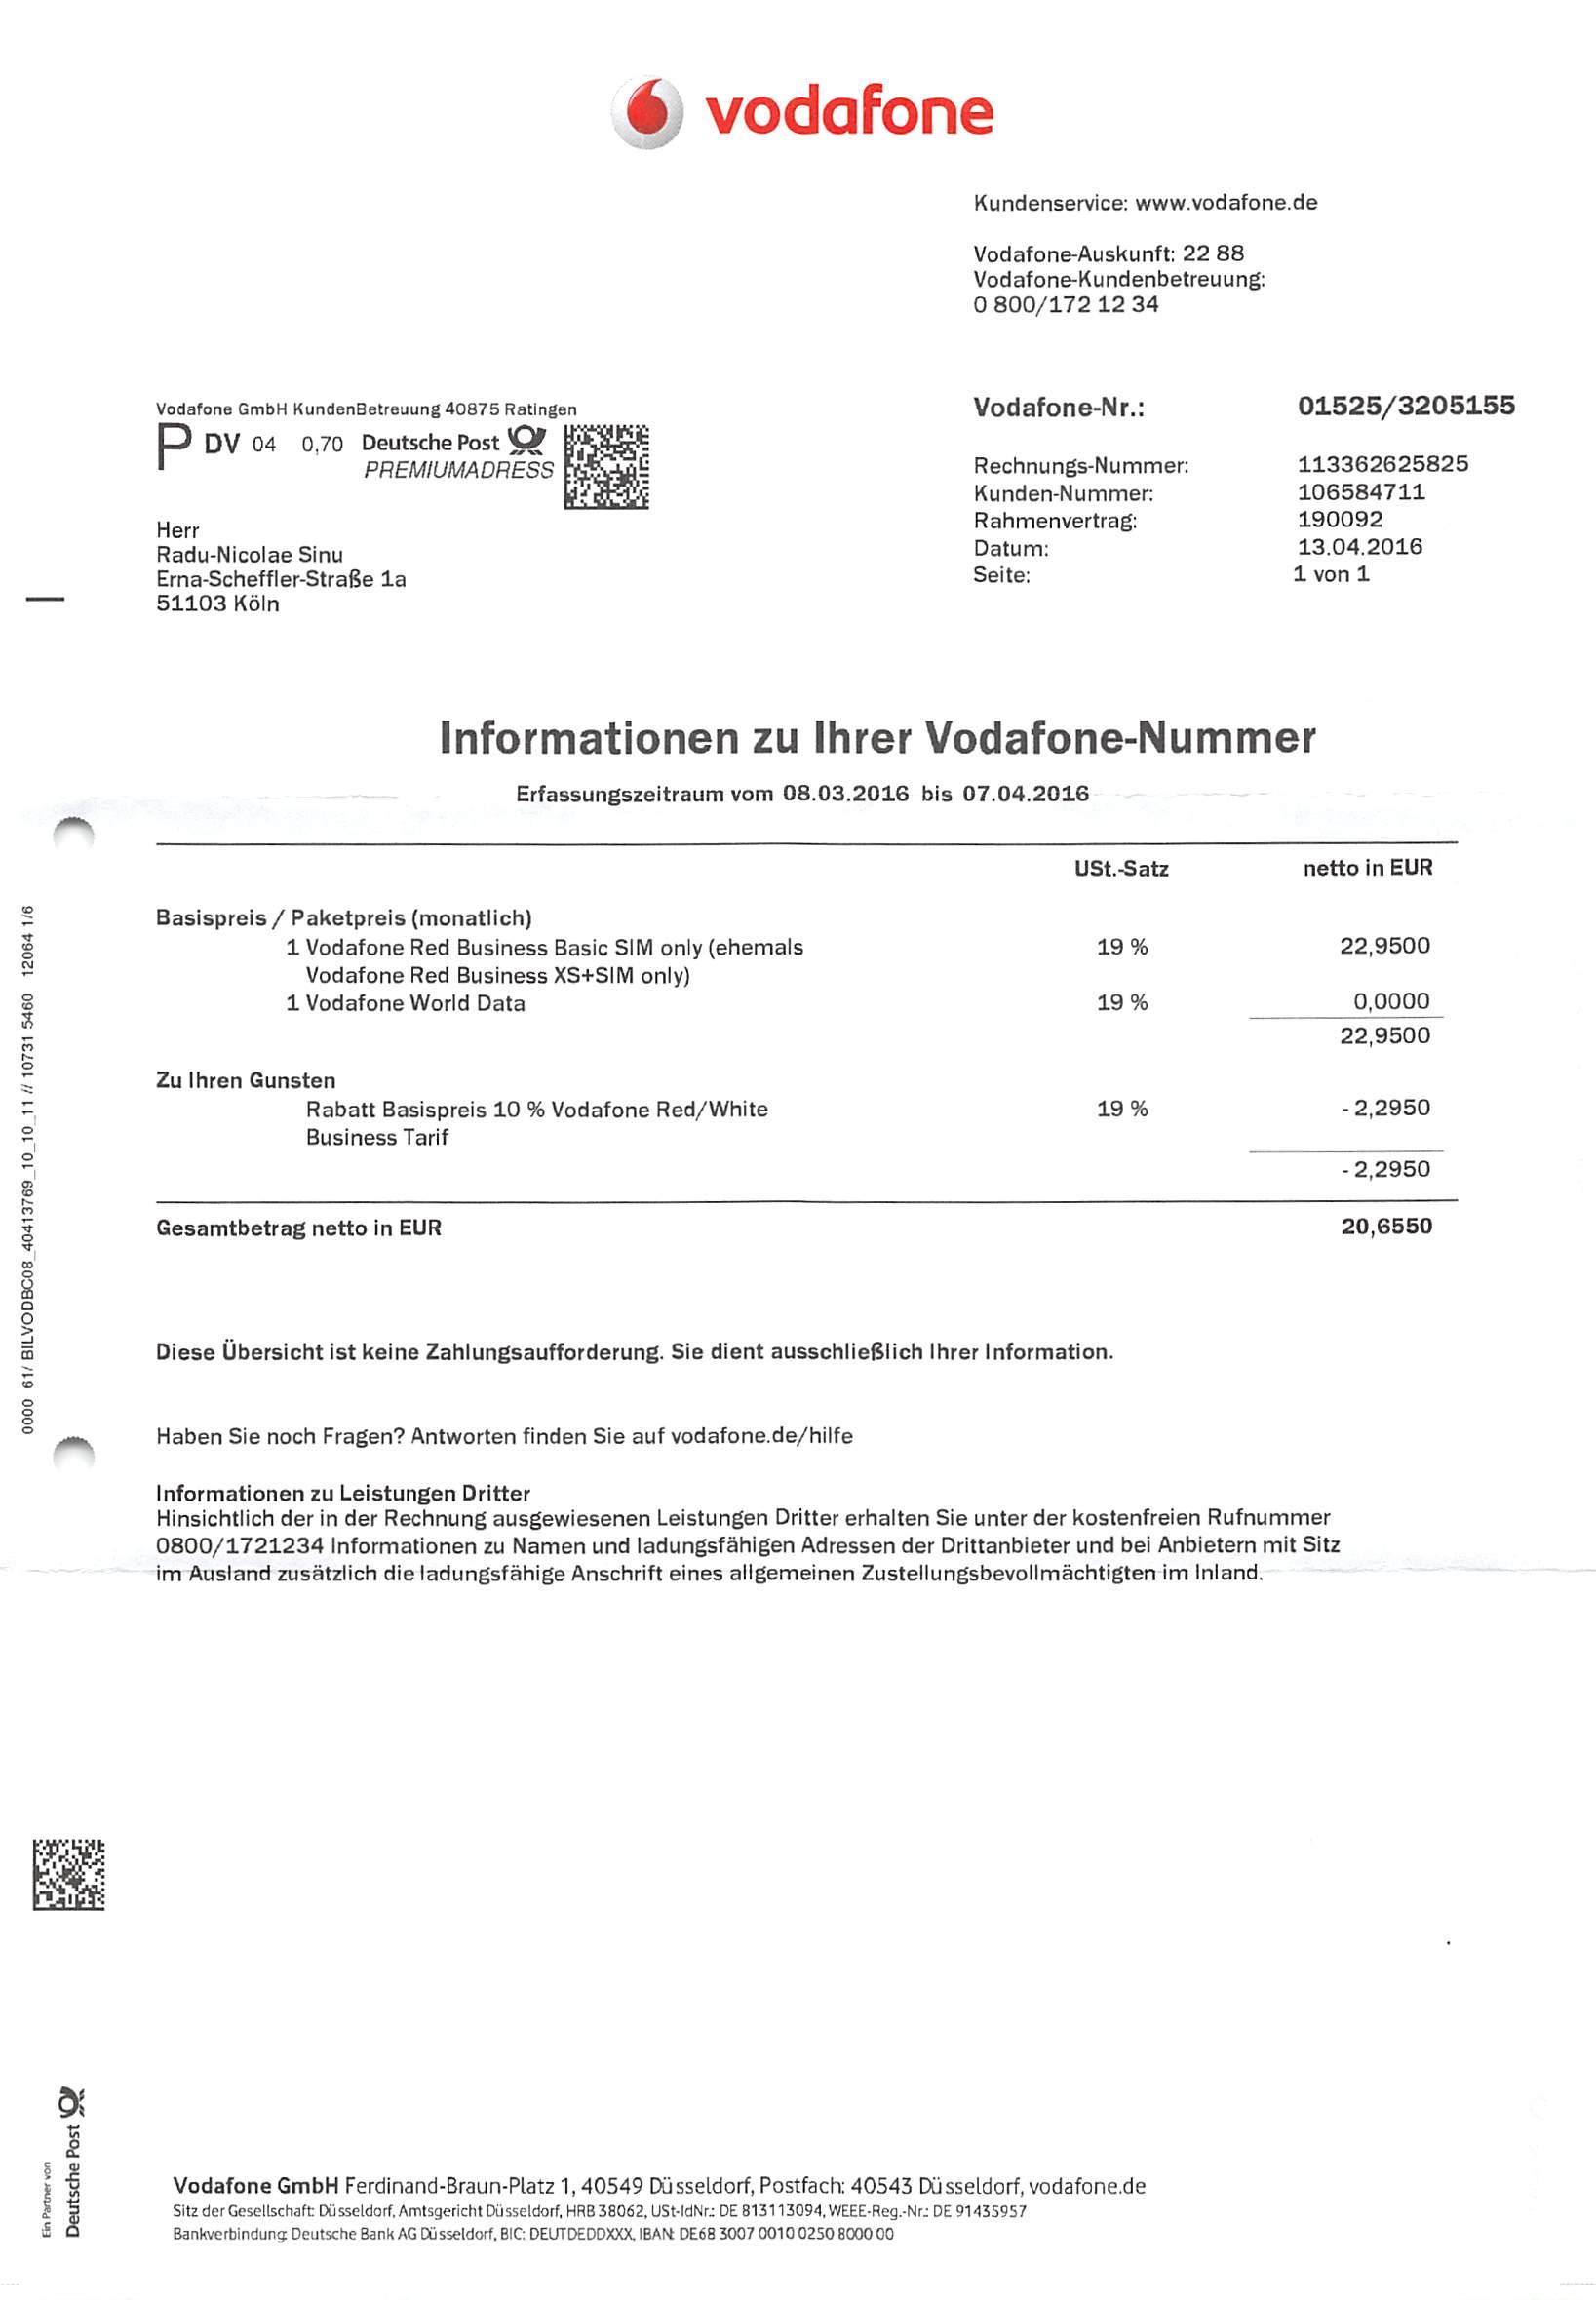 vodafone
Kundenservice: www.vodafone.de
Vodafone-Auskunft: 22 88
Vodafone-Kundenbetreuung:
0 800/172 12 34
Vodafone GmbH KundenBetreuung 40875 Ratingen
P DV 04 0,70 Deutsche Post
PREMIUMADRESS
Herr
Radu-Nicolae Sinu
Erna-Scheffler-Straße 1a
51103 Köln
Vodafone-Nr.: 01525/3205155
Rechnungs-Nummer: 113362625825
Kunden-Nummer: 106584711
Rahmenvertrag: 190092
Datum: 13.04.2016
Seite: 1 von 1
Informationen zu Ihrer Vodafone-Nummer
Erfassungszeitraum vom 08.03.2016 bis 07.04.2016
USt.-Satz netto in EUR
Basispreis / Paketpreis (monatlich)
1 Vodafone Red Business Basic SIM only (ehemals 19 % 22,9500
Vodafone Red Business XS+SIM only)
1 Vodafone World Data 19 % 0,0000
22,9500
Zu Ihren Gunsten
Rabatt Basispreis 10 % Vodafone Red/White 19 % - 2,2950
Business Tarif
- 2,2950
Gesamtbetrag netto in EUR 20,6550
Diese Übersicht ist keine Zahlungsaufforderung. Sie dient ausschließlich Ihrer Information.
Haben Sie noch Fragen? Antworten finden Sie auf vodafone.de/hilfe
Informationen zu Leistungen Dritter
Hinsichtlich der in der Rechnung ausgewiesenen Leistungen Dritter erhalten Sie unter der kostenfreien Rufnummer
0800/1721234 Informationen zu Namen und ladungsfähigen Adressen der Drittanbieter und bei Anbietern mit Sitz
im Ausland zusätzlich die ladungsfähige Anschrift eines allgemeinen Zustellungsbevollmächtigten im Inland.
0000 61/ BILVODBC08_40413769_10_10_11 // 10731 5460 12064 1/6
Ein Partner von
Deutsche Post
Vodafone GmbH Ferdinand-Braun-Platz 1, 40549 Düsseldorf, Postfach: 40543 Düsseldorf, vodafone.de
Sitz der Gesellschaft: Düsseldorf, Amtsgericht Düsseldorf, HRB 38062, USt-IdNr.: DE 813113094, WEEE-Reg.-Nr.: DE 91435957
Bankverbindung: Deutsche Bank AG Düsseldorf, BIC: DEUTDEDDXXX, IBAN: DE68 3007 0010 0250 8000 00